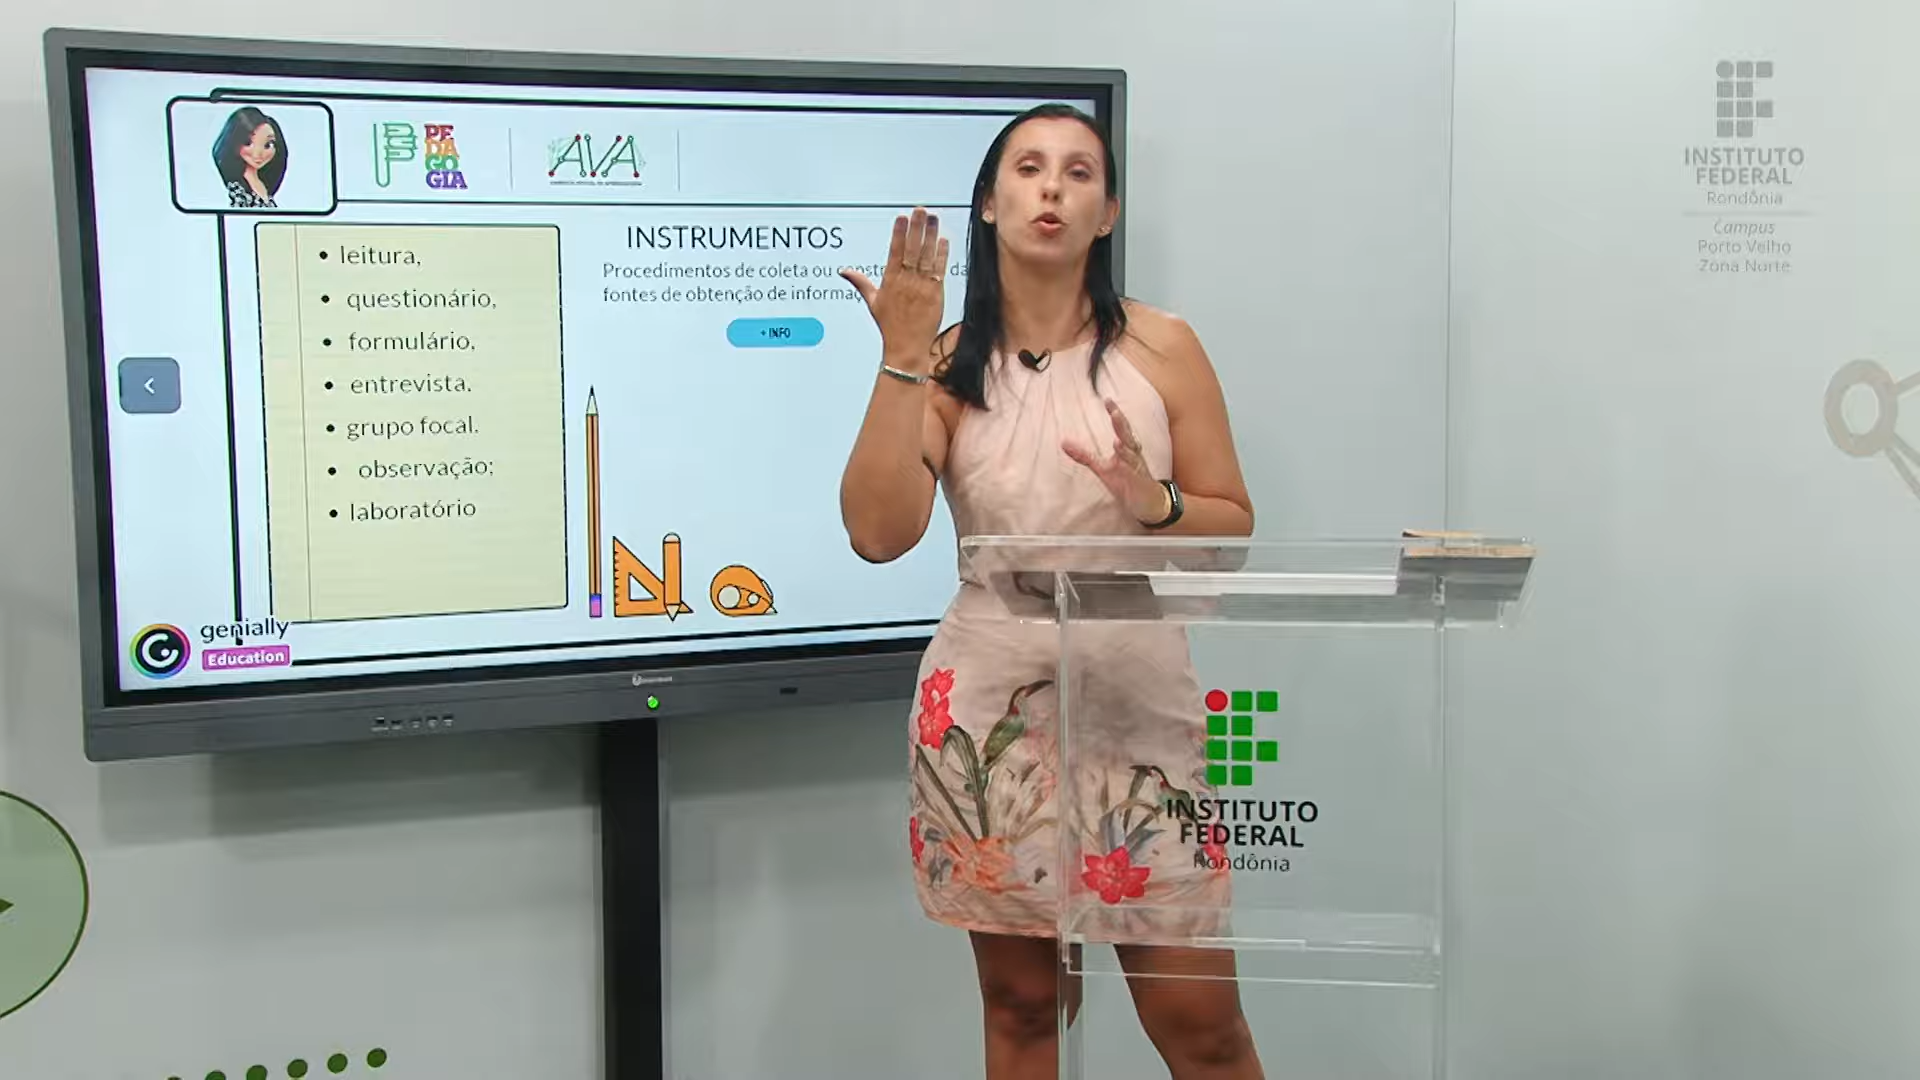 PE
DA
GO
GIA
AVA
INSTRUMENTOS
Procedimentos de coleta ou
fontes de obtenção de
+ INFO
• leitura,
• questionário,
• formulário,
• entrevista.
• grupo focal.
• observação;
• laboratório
genially
Education
INSTITUTO
FEDERAL
Rondônia
Campus
Porto Velho
Zona Norte
INSTITUTO
FEDERAL
Rondônia